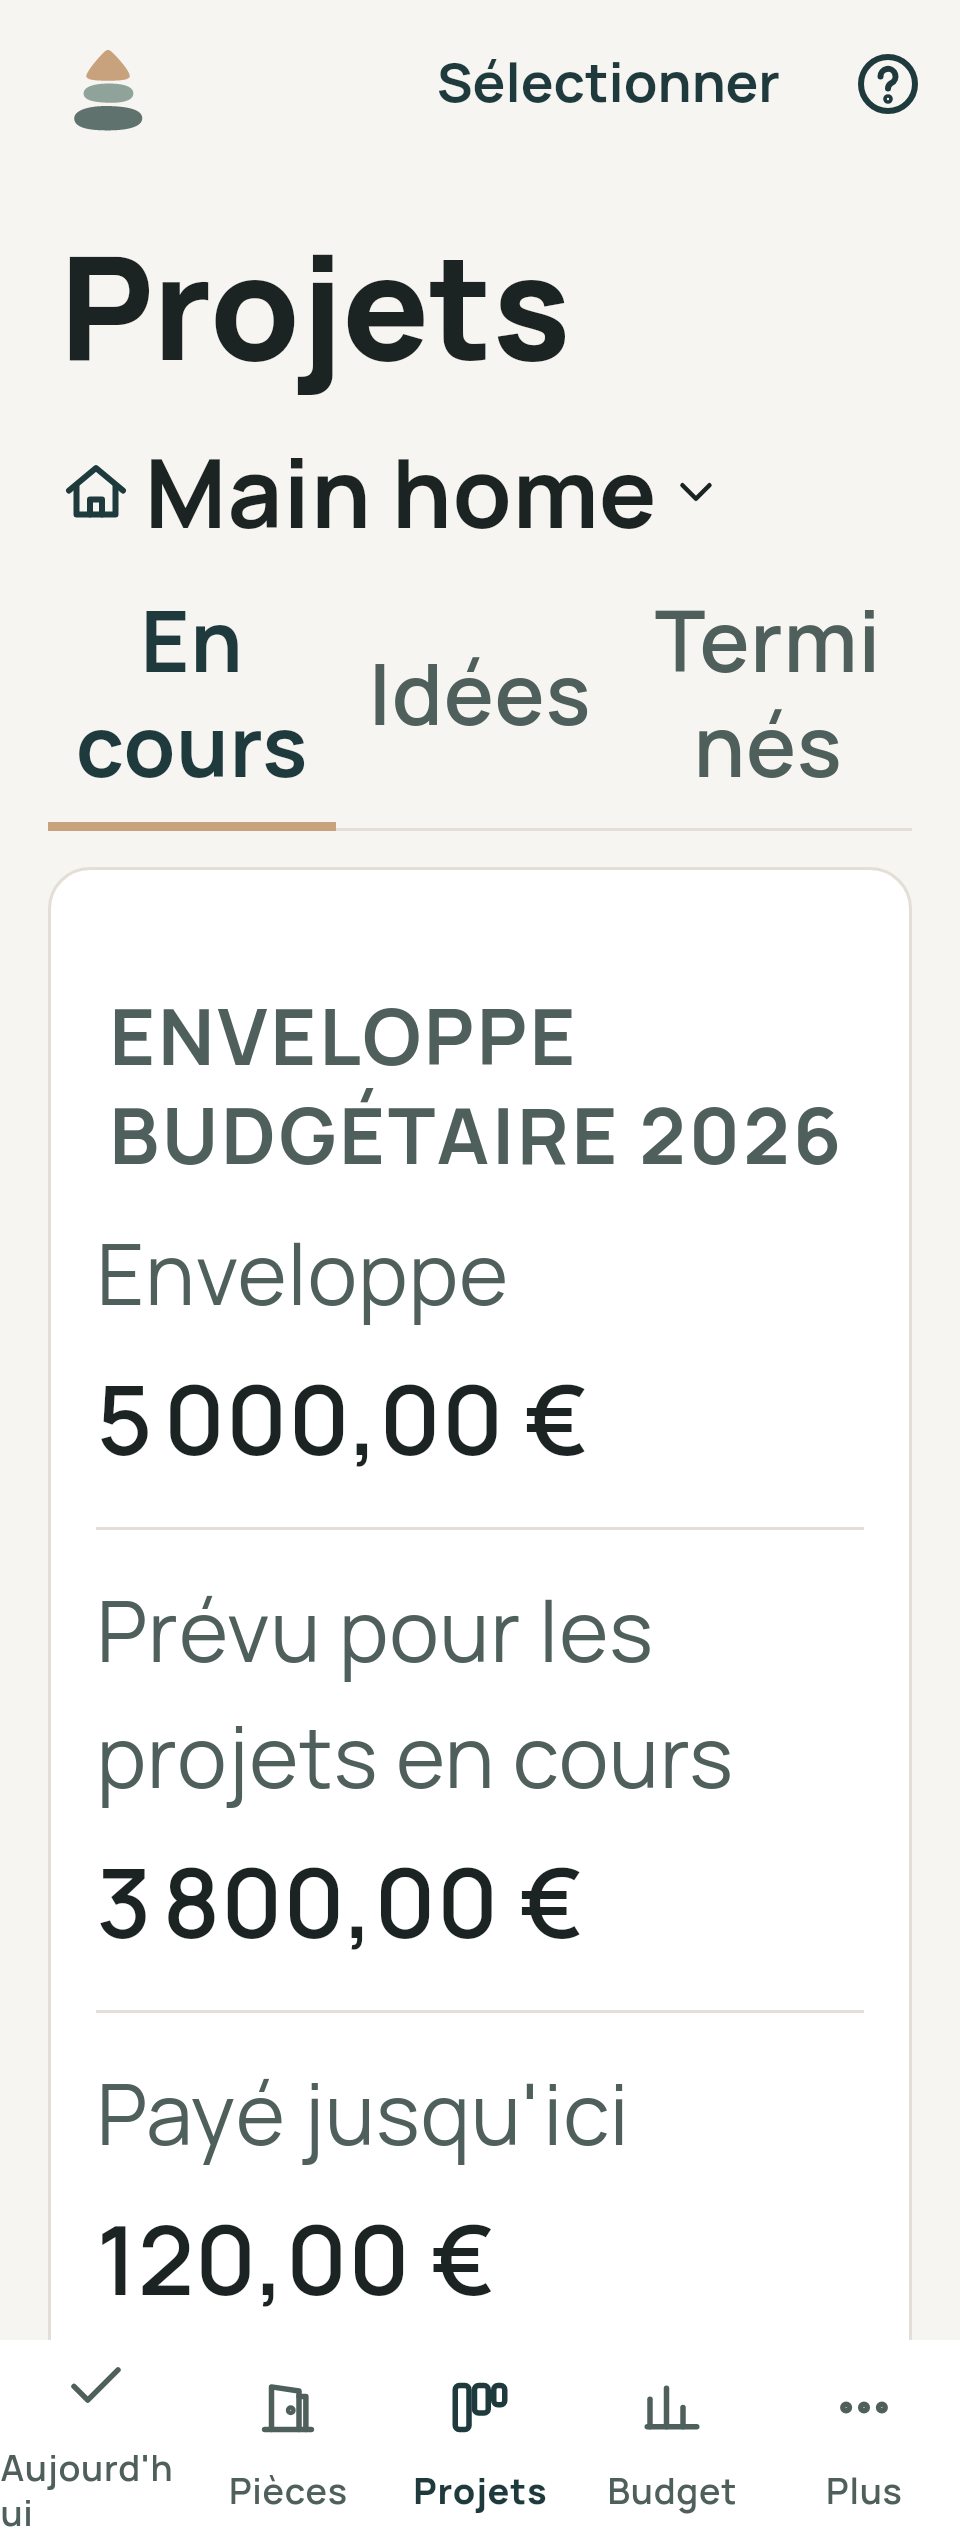 Sélectionner
Projets
Main home
En
cours
Idées
Termi
nés
ENVELOPPE
BUDGÉTAIRE 2026
Enveloppe
5 000,00 €
Prévu pour les
projets en cours
3 800,00 €
Payé jusqu'ici
120,00 €
Aujourd'h
ui
Pièces
Projets
Budget
Plus